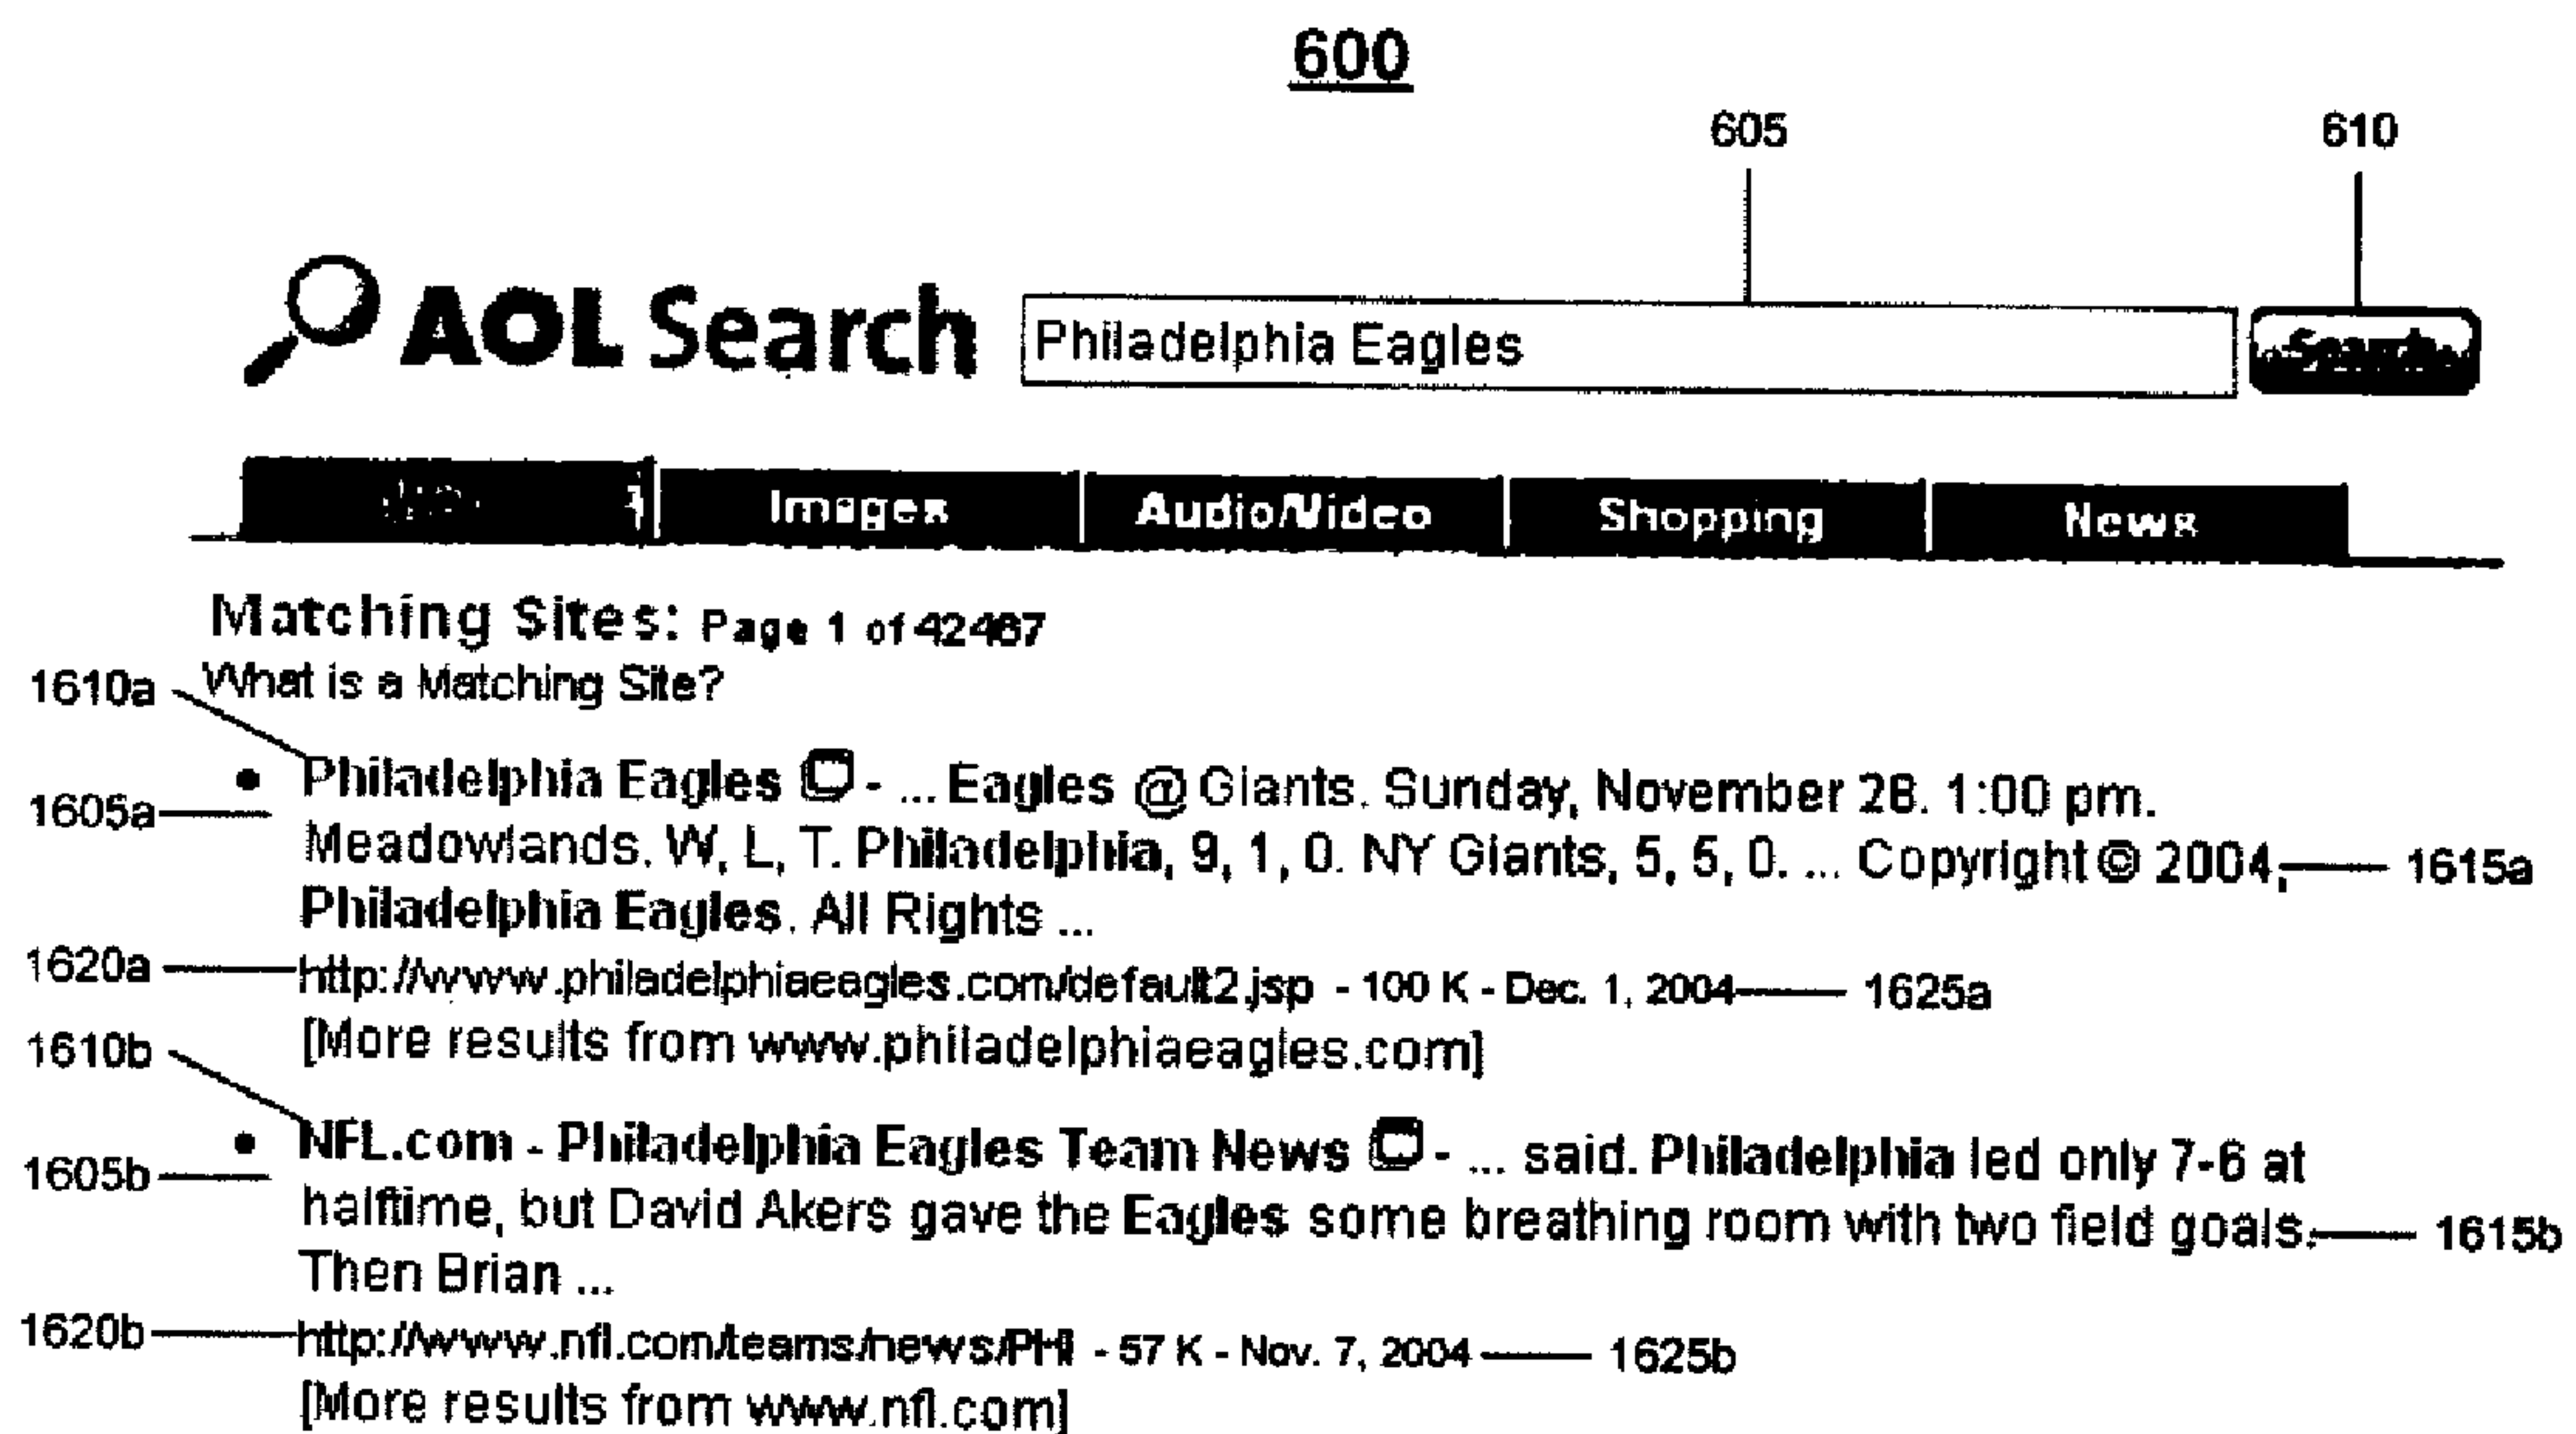 600
605
610
AOL Search
Philadelphia Eagles
Search
Images
Audio/Video
Shopping
News
Matching Sites: Page 1 of 42467
1610a
What is a Matching Site?
• Philadelphia Eagles - ... Eagles @ Giants. Sunday, November 28. 1:00 pm.
1605a
Meadowlands. W, L, T. Philadelphia, 9, 1, 0. NY Giants, 5, 5, 0. ... Copyright © 2004,
1615a
Philadelphia Eagles. All Rights ...
1620a
http://www.philadelphiaeagles.com/default2.jsp - 100 K - Dec. 1, 2004
1625a
[More results from www.philadelphiaeagles.com]
1610b
• NFL.com - Philadelphia Eagles Team News - ... said. Philadelphia led only 7-6 at
1605b
halftime, but David Akers gave the Eagles some breathing room with two field goals.
1615b
Then Brian ...
1620b
http://www.nfl.com/teams/news/PHI - 57 K - Nov. 7, 2004
1625b
[More results from www.nfl.com]